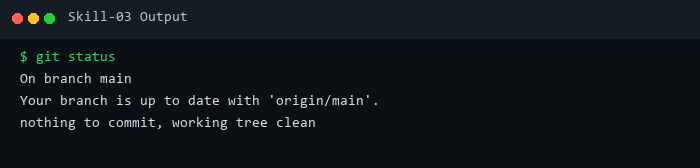 Skill-03 Output
$ git status
On branch main
Your branch is up to date with 'origin/main'.
nothing to commit, working tree clean